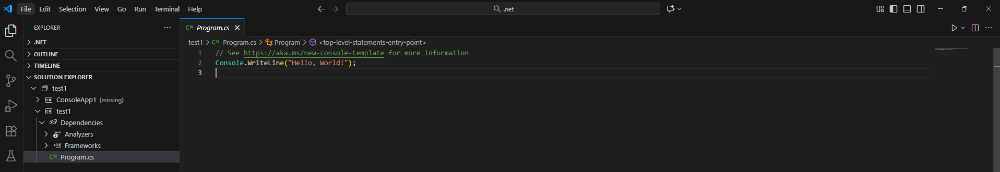 File Edit Selection View Go Run Terminal Help
.net
EXPLORER
.NET
OUTLINE
TIMELINE
SOLUTION EXPLORER
test1
ConsoleApp1 (missing)
test1
Dependencies
Analyzers
Frameworks
C# Program.cs
C# Program.cs
test1 > C# Program.cs > Program > <top-level-statements-entry-point>
1 // See https://aka.ms/new-console-template for more information
2 Console.WriteLine("Hello, World!");
3